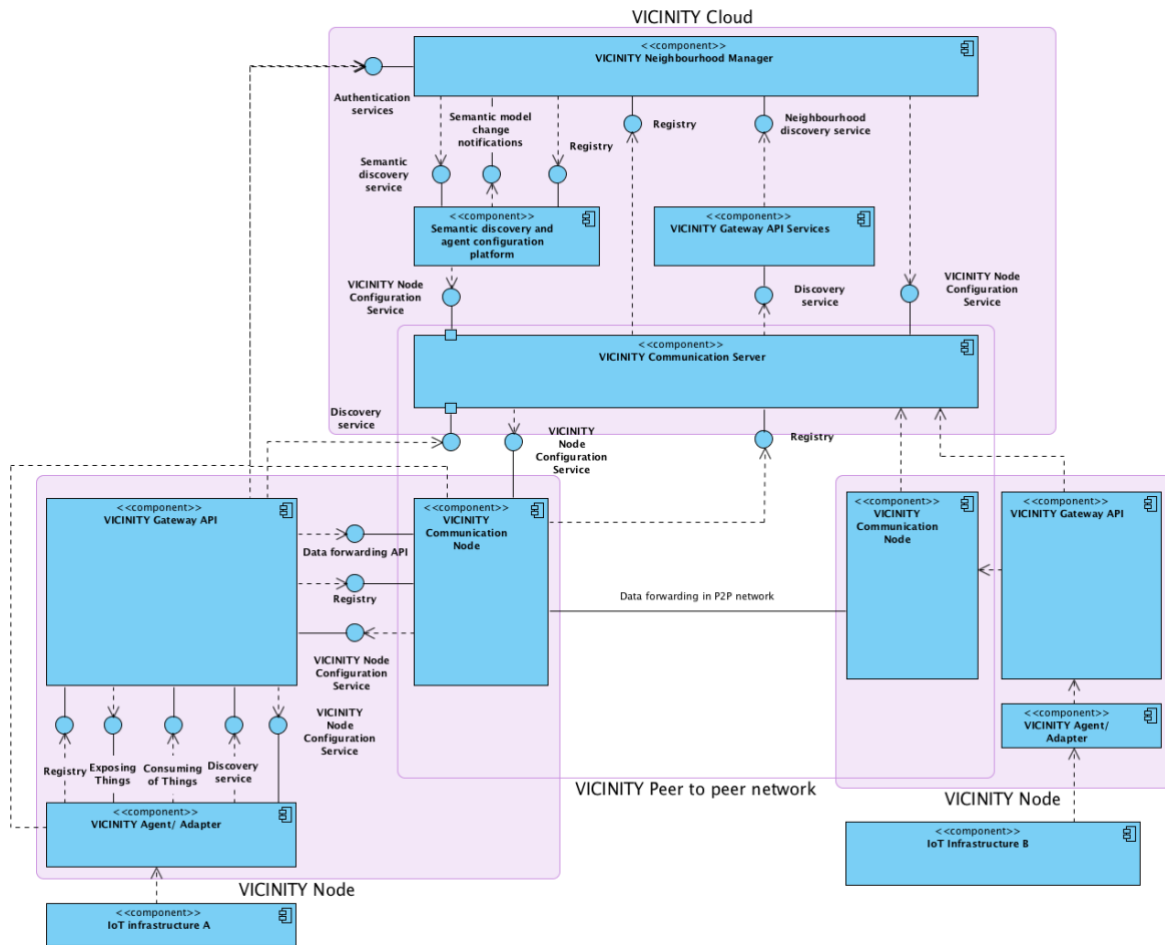 VICINITY Cloud
<<component>>
VICINITY Neighbourhood Manager
Authentication
services
Semantic model
change
notifications
Registry
Semantic
discovery
service
Registry
Neighbourhood
discovery service
<<component>>
Semantic discovery and
agent configuration
platform
<<component>>
VICINITY Gateway API Services
VICINITY Node
Configuration
Service
Discovery
service
VICINITY Node
Configuration
Service
<<component>>
VICINITY Communication Server
Discovery
service
VICINITY
Node
Configuration
Service
Registry
<<component>>
VICINITY Gateway API
<<component>>
VICINITY
Communication
Node
Data forwarding API
Registry
VICINITY Node
Configuration
Service
Data forwarding in P2P network
<<component>>
VICINITY
Communication
Node
<<component>>
VICINITY Gateway API
Registry
Exposing
Things
Consuming
of Things
Discovery
service
VICINITY
Node
Configuration
Service
<<component>>
VICINITY Agent/
Adapter
VICINITY Peer to peer network
VICINITY Node
<<component>>
VICINITY Agent/ Adapter
<<component>>
IoT Infrastructure B
VICINITY Node
<<component>>
IoT infrastructure A